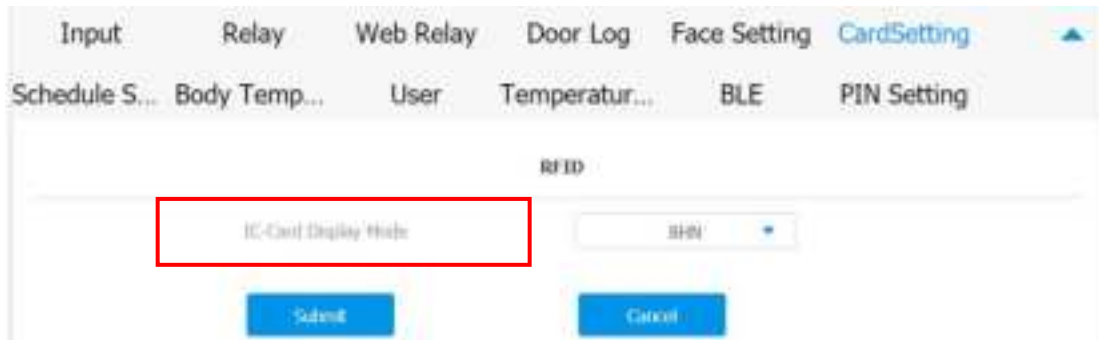 Input Relay Web Relay Door Log Face Setting CardSetting
Schedule S... Body Temp... User Temperatur... BLE PIN Setting
RFID
IC-Card Display Mode 8HN
Submit Cancel